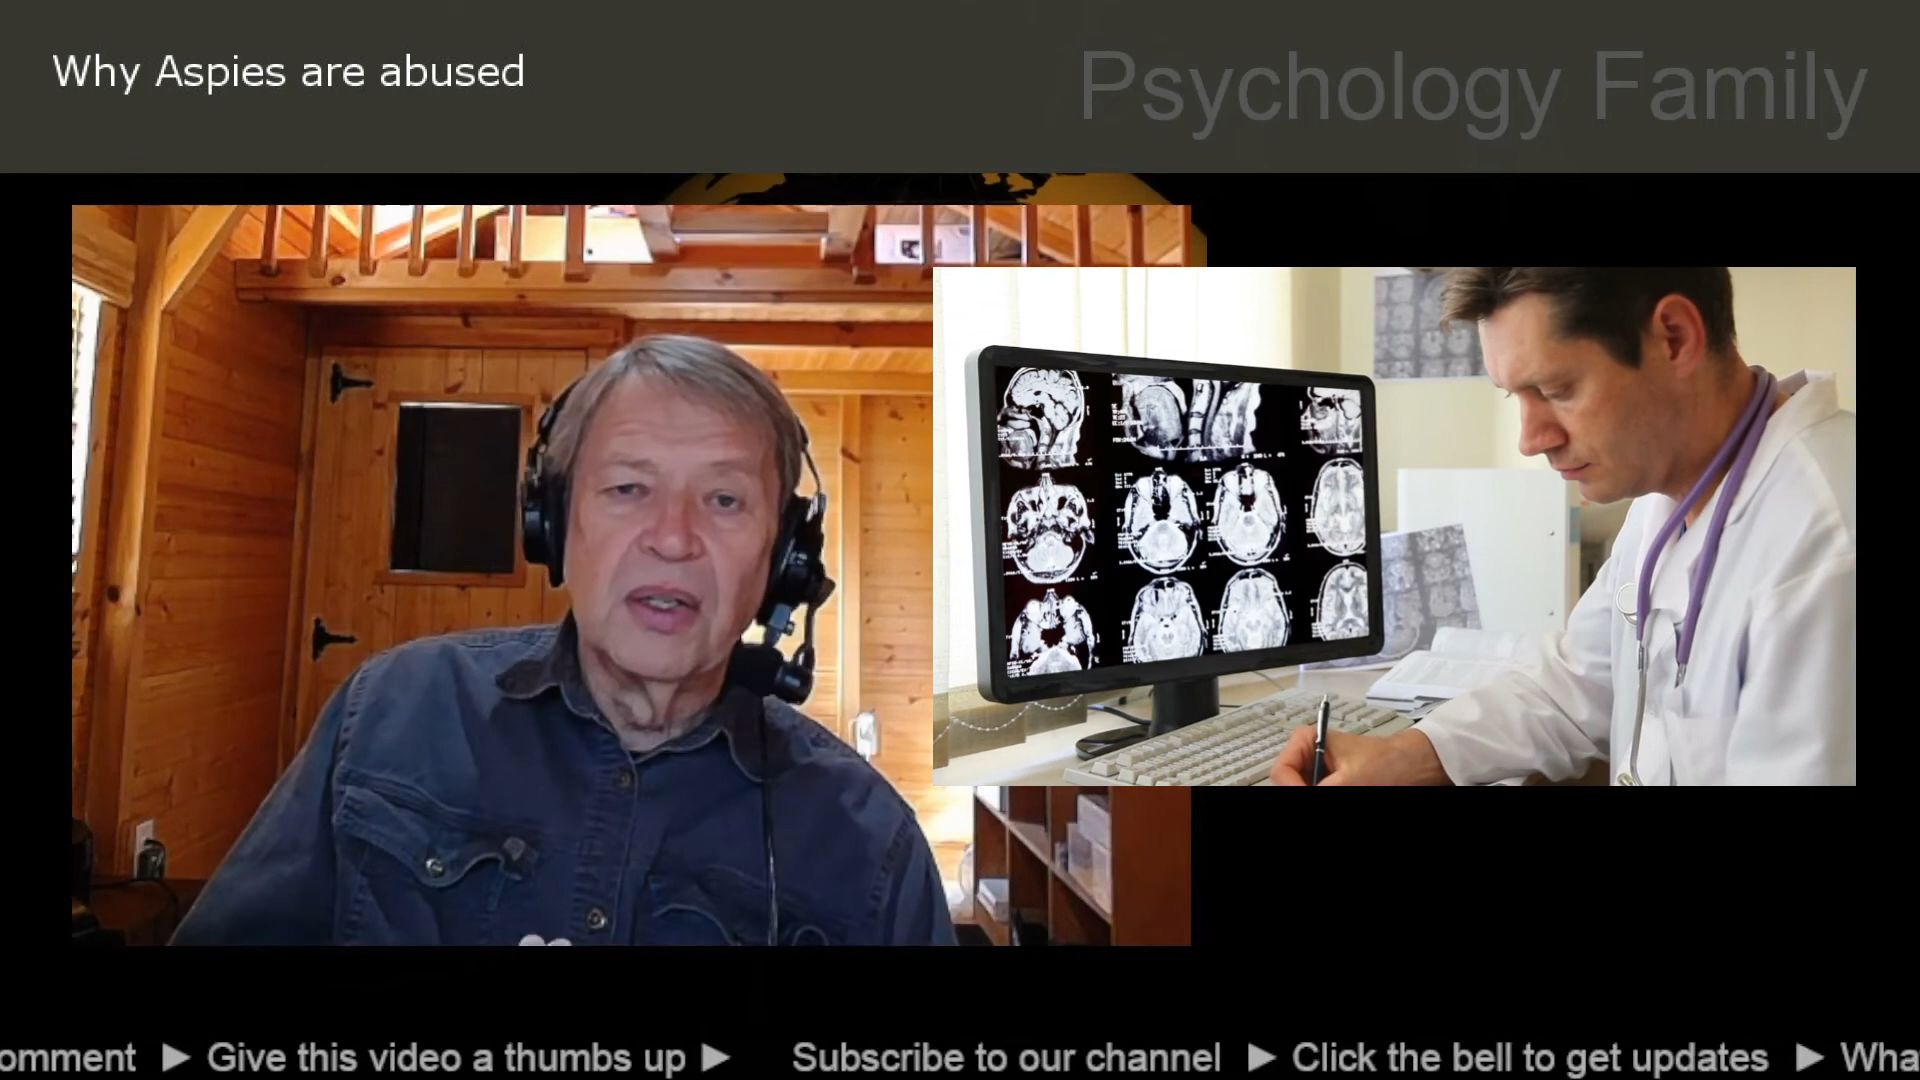 Why Aspies are abused
Psychology Family
omment ▶ Give this video a thumbs up ▶ Subscribe to our channel ▶ Click the bell to get updates ▶ Wha